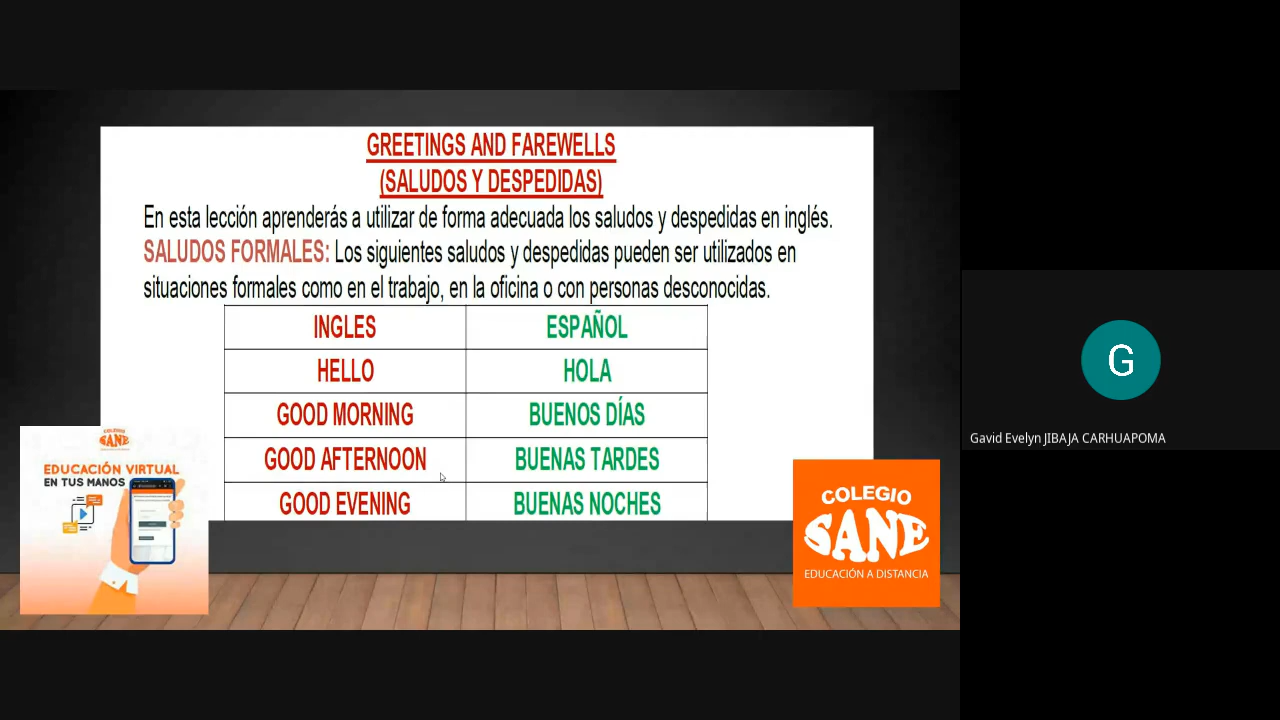 GREETINGS AND FAREWELLS
(SALUDOS Y DESPEDIDAS)
En esta lección aprenderás a utilizar de forma adecuada los saludos y despedidas en inglés.
SALUDOS FORMALES: Los siguientes saludos y despedidas pueden ser utilizados en
situaciones formales como en el trabajo, en la oficina o con personas desconocidas.
INGLES ESPAÑOL
HELLO HOLA
GOOD MORNING BUENOS DÍAS
GOOD AFTERNOON BUENAS TARDES
GOOD EVENING BUENAS NOCHES
COLEGIO
SANE
EDUCACIÓN VIRTUAL
EN TUS MANOS
COLEGIO
SANE
EDUCACIÓN A DISTANCIA
G
Gavid Evelyn JIBAJA CARHUAPOMA